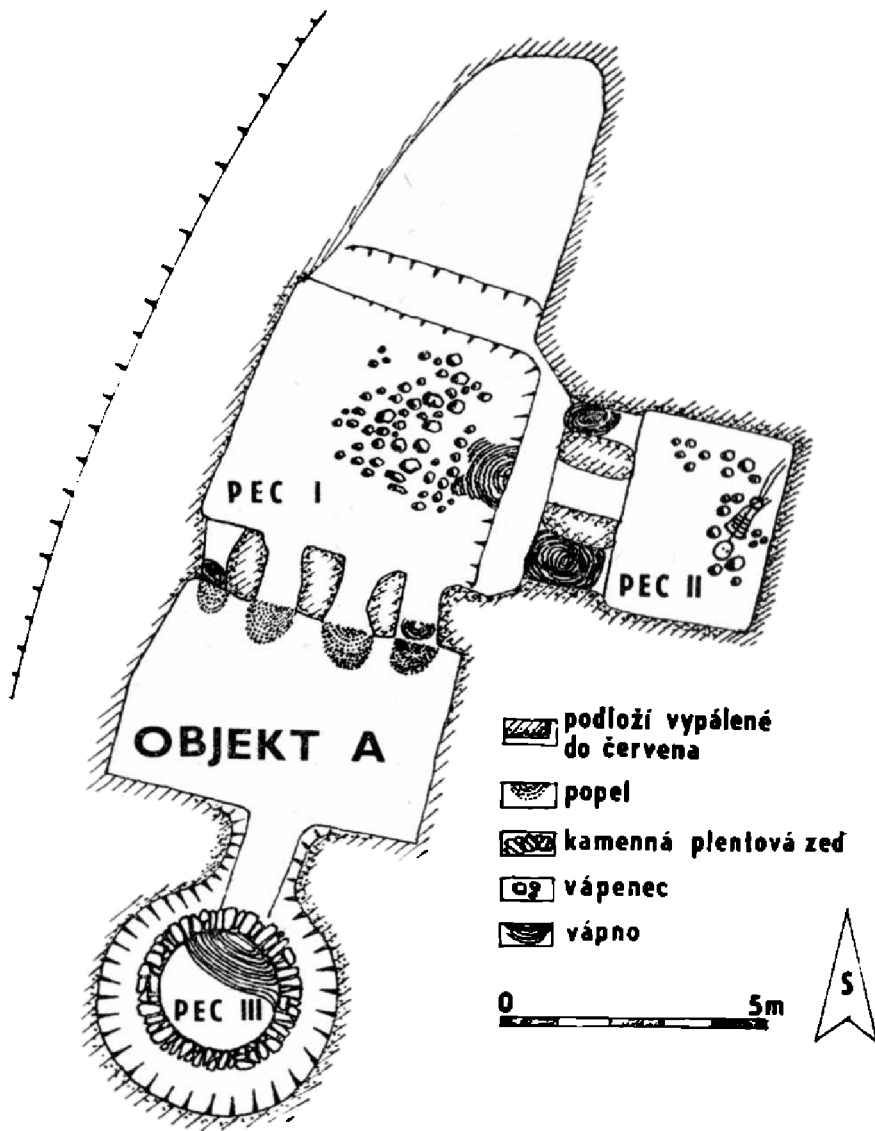 PEC I
PEC II
OBJEKT A
PEC III
podloží vypálené
do červena
popel
kamenná plentová zeď
vápenec
vápno
0 5m
S